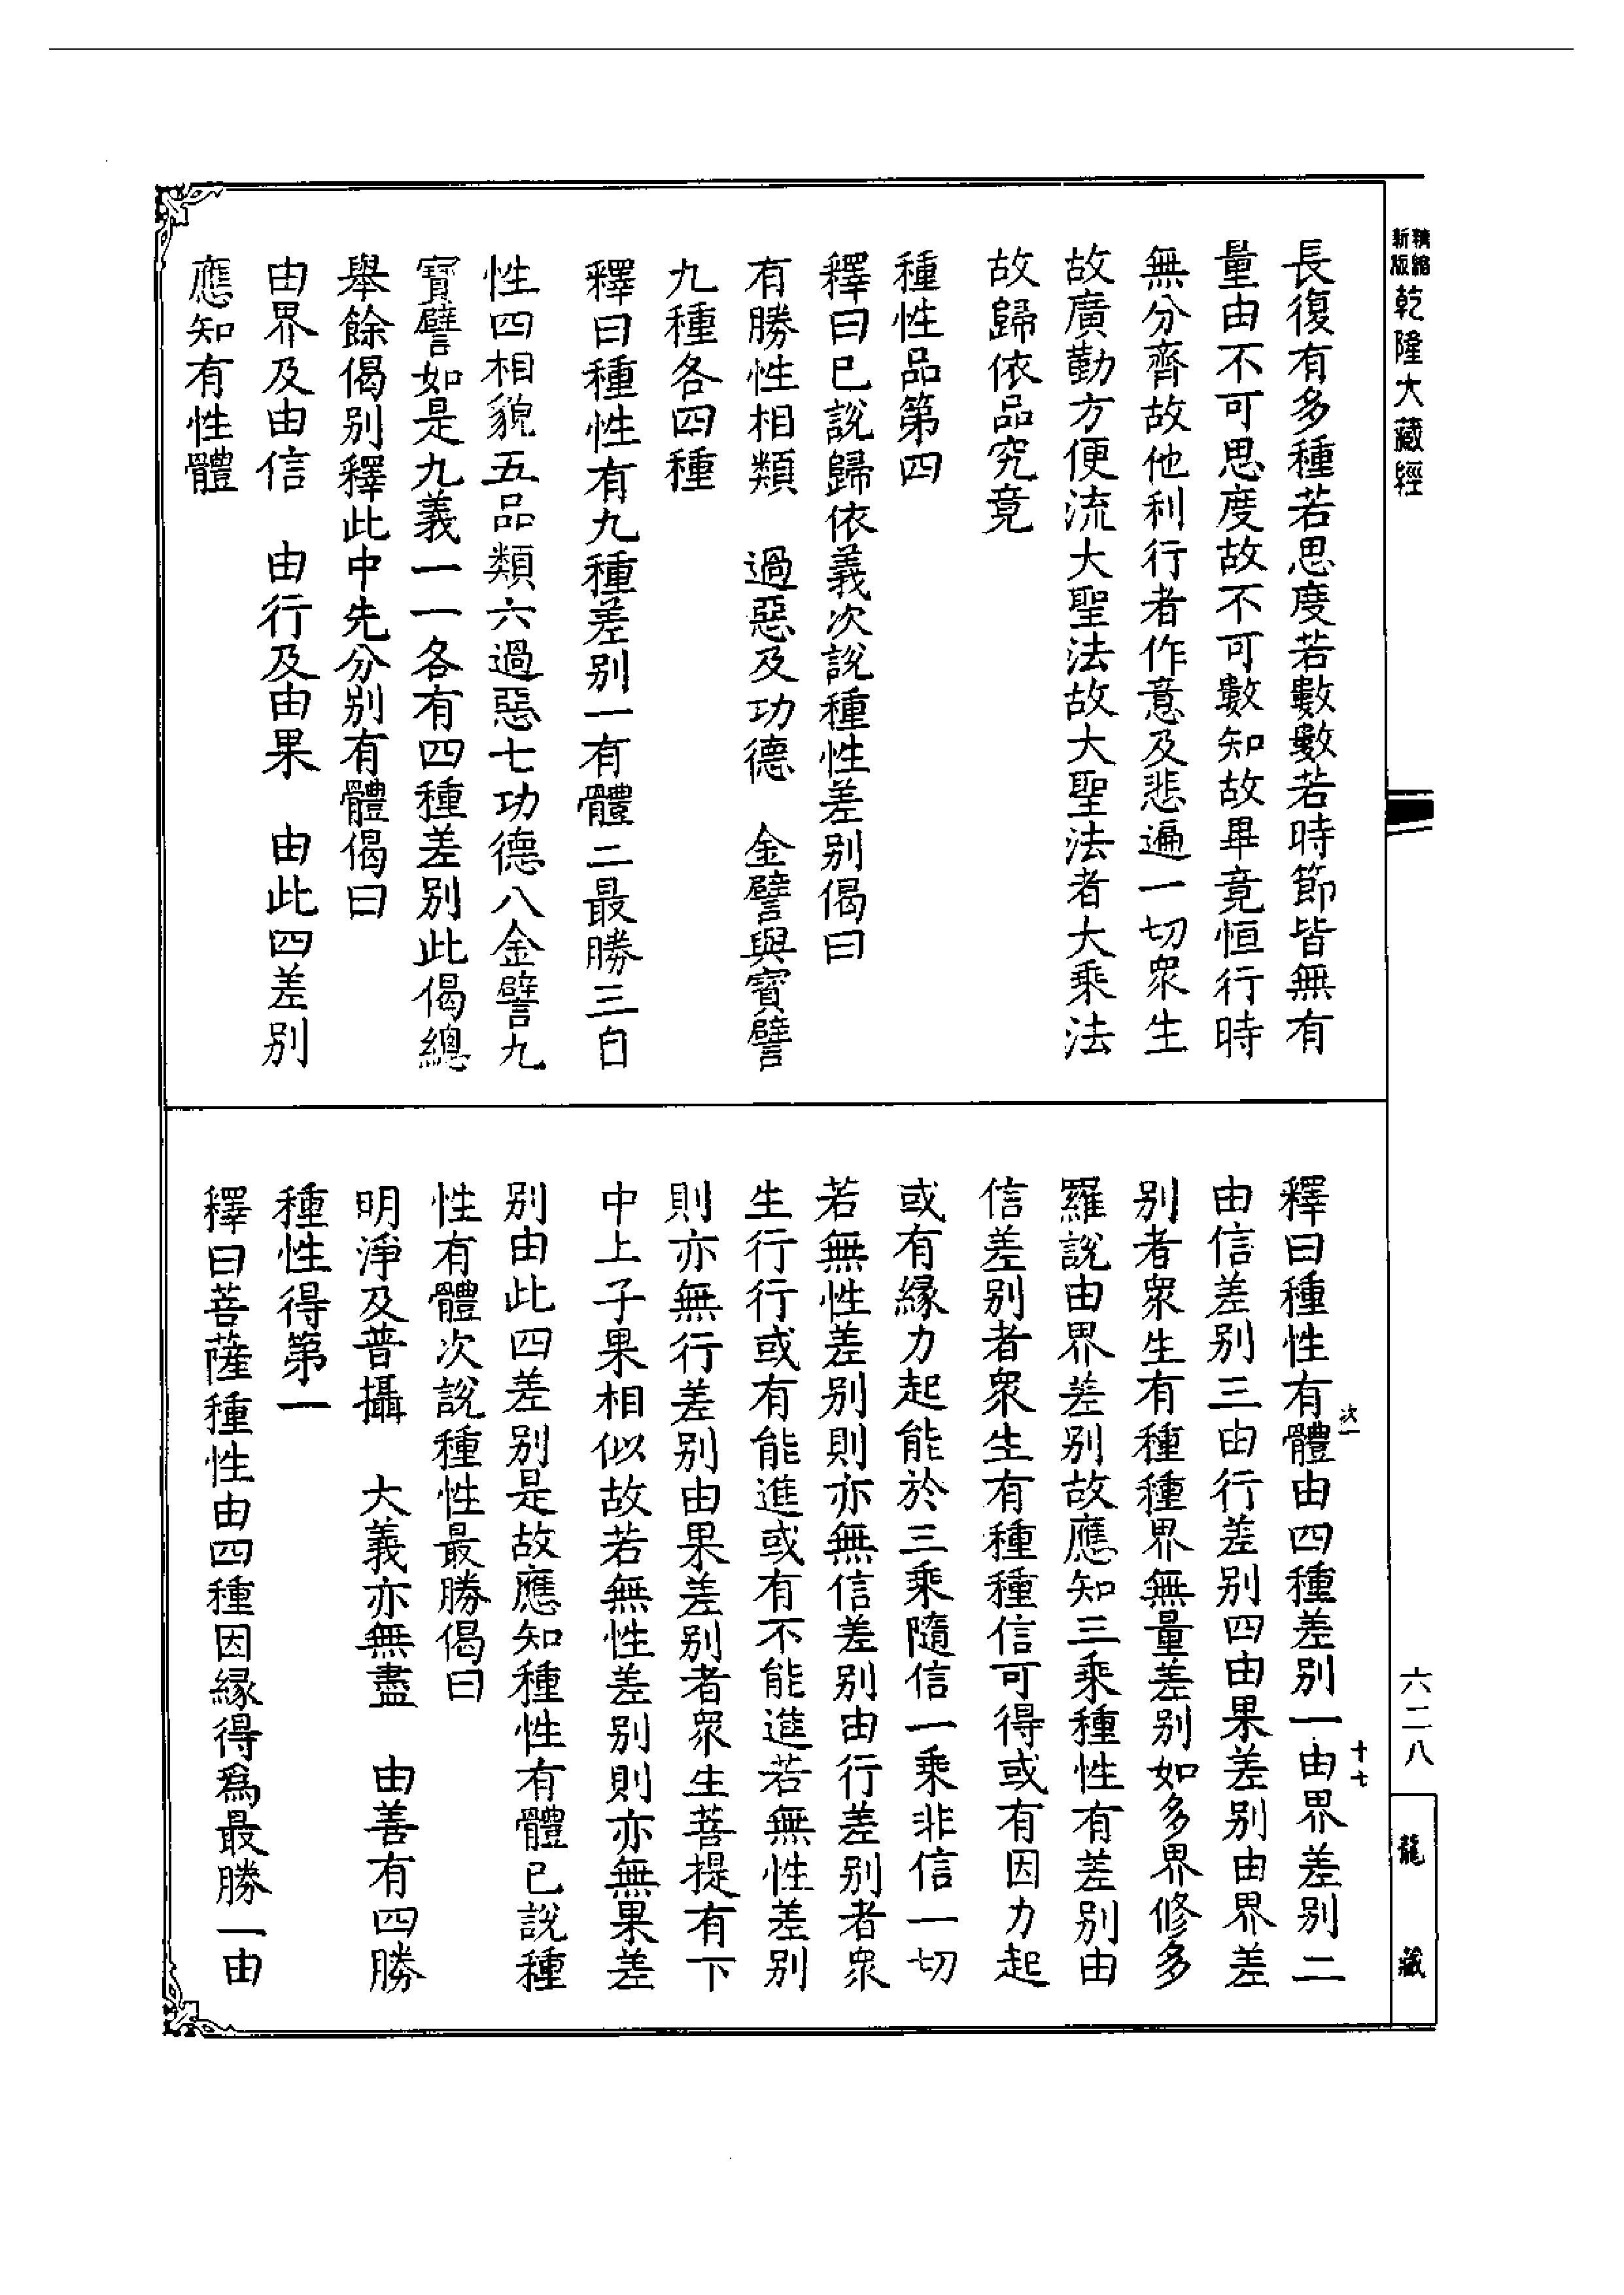 精縮新版乾隆大藏經
六二八
龍藏
長復有多種若思度若數數若時節皆無有
量由不可思度故不可數知故畢竟恒行時
無分齊故他利行者作意及悲遍一切眾生
故廣勤方便流大聖法故大聖法者大乘法
故歸依品究竟
種性品第四
釋曰已說歸依義次說種性差別偈曰
有勝性相類　過惡及功德　金譬與寶譬
九種各四種
釋曰種性有九種差別一有體二最勝三自
性四相貌五品類六過惡七功德八金譬九
寶譬如是九義一一各有四種差別此偈總
舉餘偈別釋此中先分別有體偈曰
由界及由信　由行及由果　由此四差別
應知有性體
釋曰種性有體由四種差別一由界差別二
由信差別三由行差別四由果差別由界差
別者眾生有種種界無量差別如多界修多
羅說由界差別故應知三乘種性有差別由
信差別者眾生有種種信可得或有因力起
或有緣力起能於三乘隨信一乘非信一切
若無性差別則亦無信差別由行差別者眾
生行行或有能進或有不能進若無性差別
則亦無行差別由果差別者眾生菩提有下
中上子果相似故若無性差別則亦無果差
別由此四差別是故應知種性有體已說種
性有體次說種性最勝偈曰
明淨及普攝　大義亦無盡　由善有四勝
種性得第一
釋曰菩薩種性由四種因緣得爲最勝一由
十七